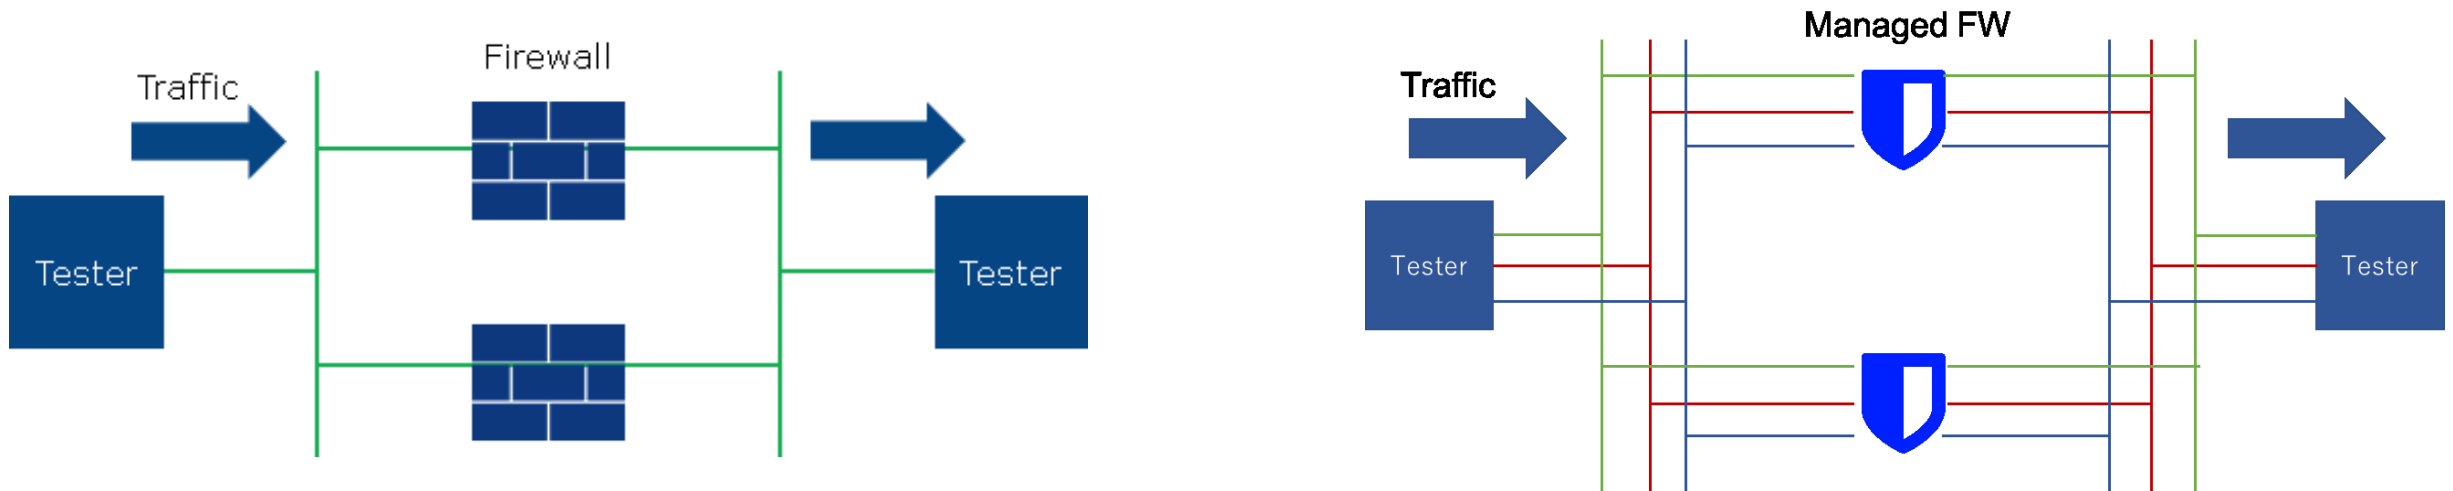 Firewall
Traffic
Tester
Tester
Managed FW
Traffic
Tester
Tester